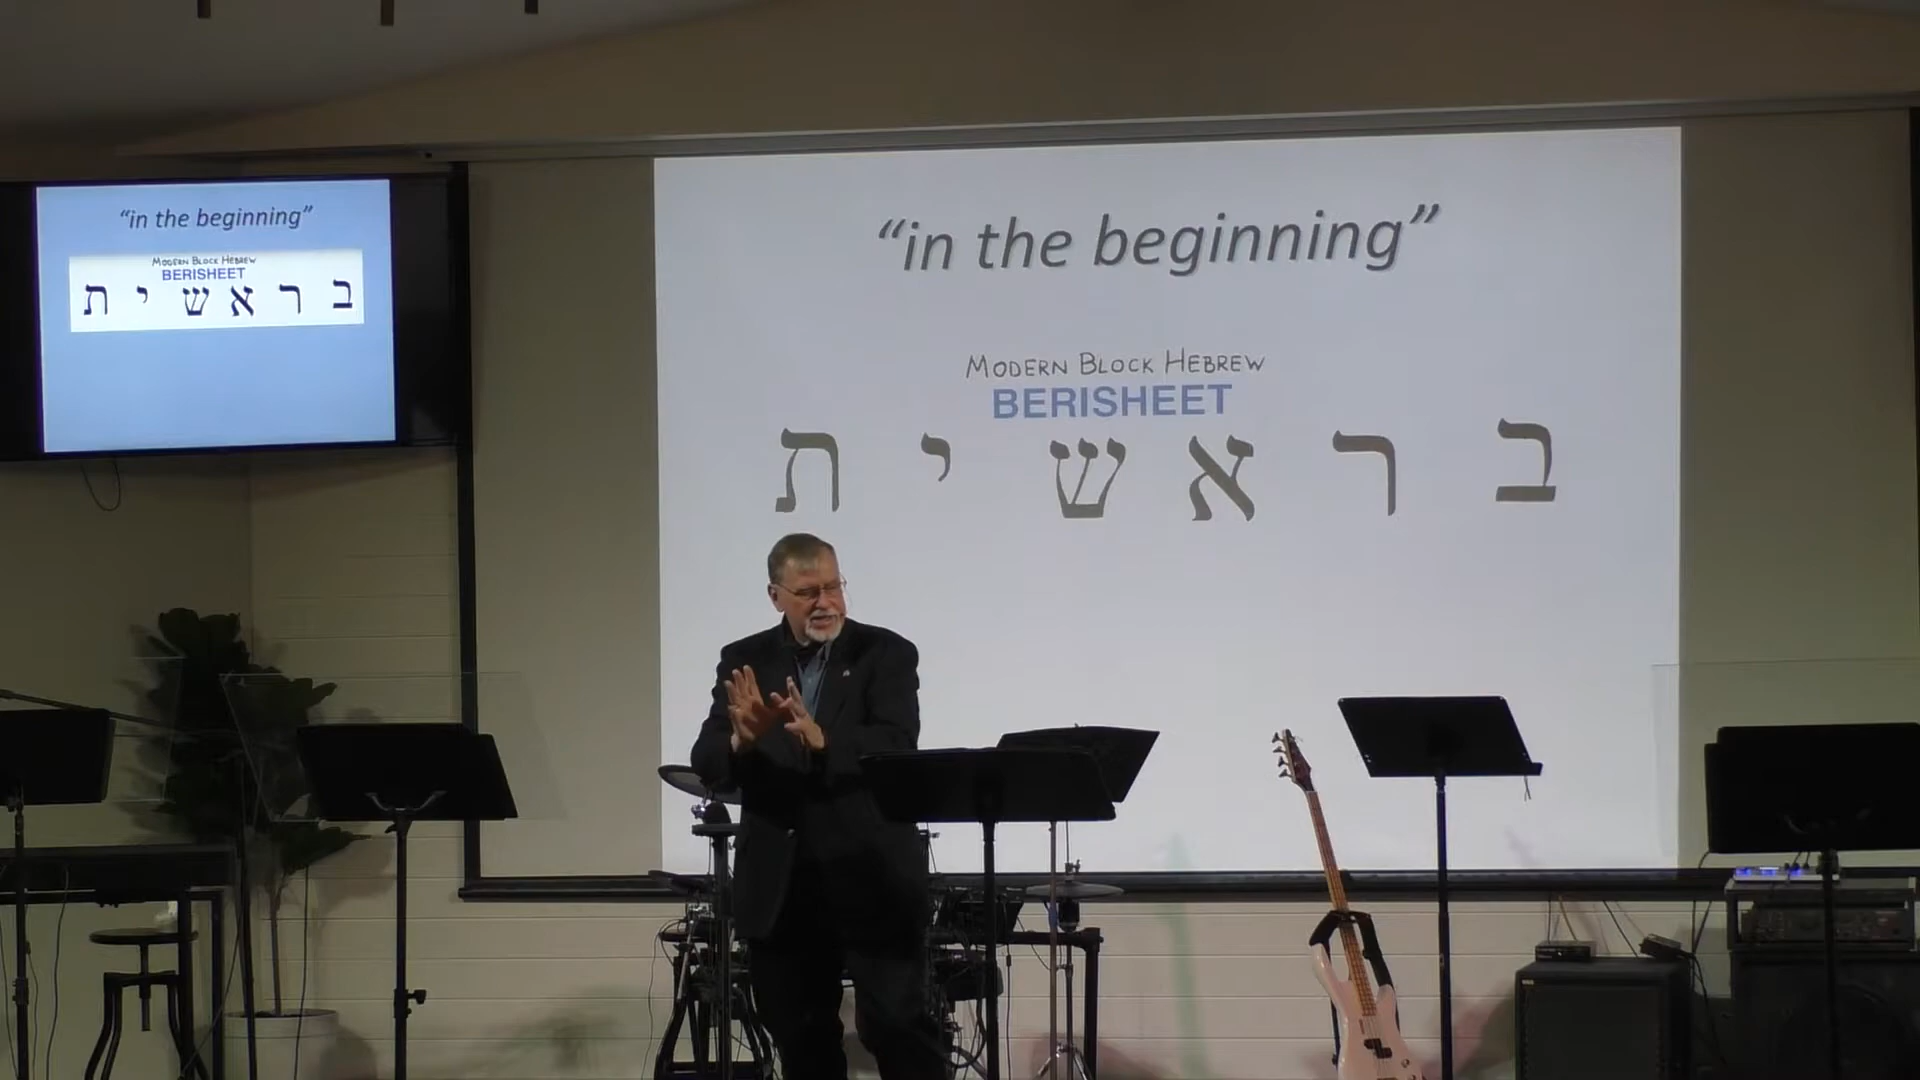 “in the beginning”
MODERN BLOCK HEBREW
BERISHEET
ב ר א ש י ת
“in the beginning”
MODERN BLOCK HEBREW
BERISHEET
ב ר א ש י ת